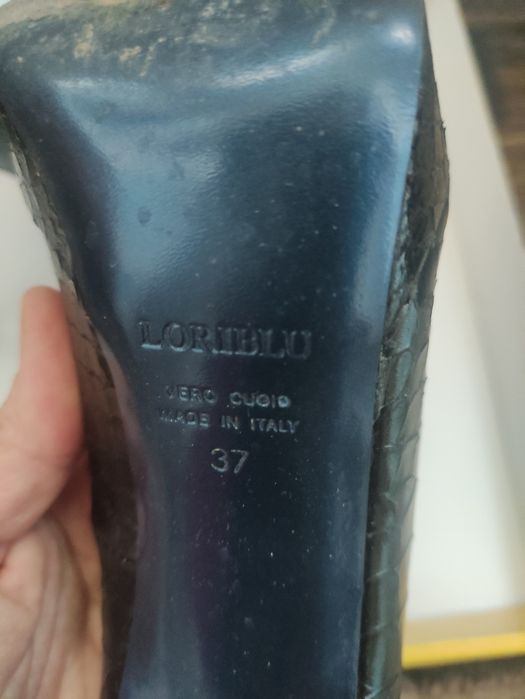 LORIBLU
VERO CUOIO
MADE IN ITALY
37